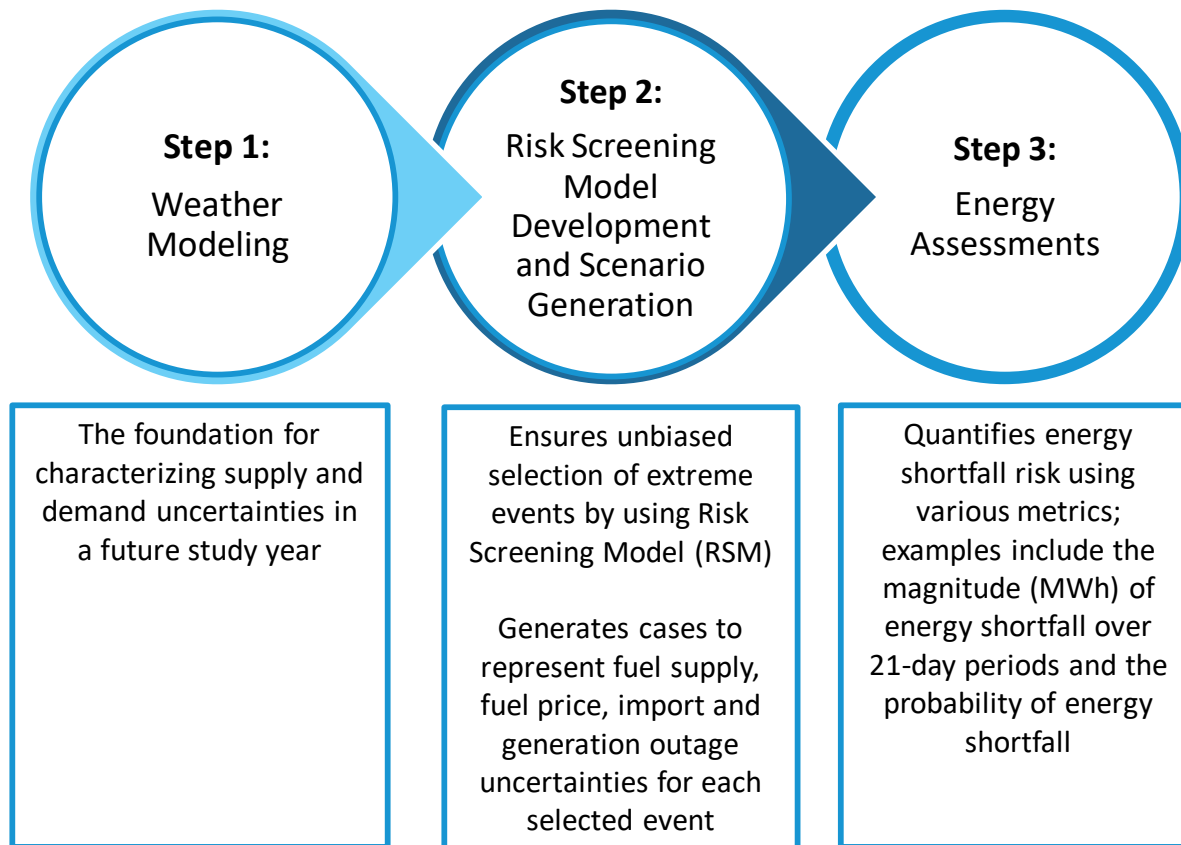 Step 1:
Weather
Modeling
Step 2:
Risk Screening
Model
Development
and Scenario
Generation
Step 3:
Energy
Assessments
The foundation for
characterizing supply and
demand uncertainties in
a future study year
Ensures unbiased
selection of extreme
events by using Risk
Screening Model (RSM)
Generates cases to
represent fuel supply,
fuel price, import and
generation outage
uncertainties for each
selected event
Quantifies energy
shortfall risk using
various metrics;
examples include the
magnitude (MWh) of
energy shortfall over
21-day periods and the
probability of energy
shortfall